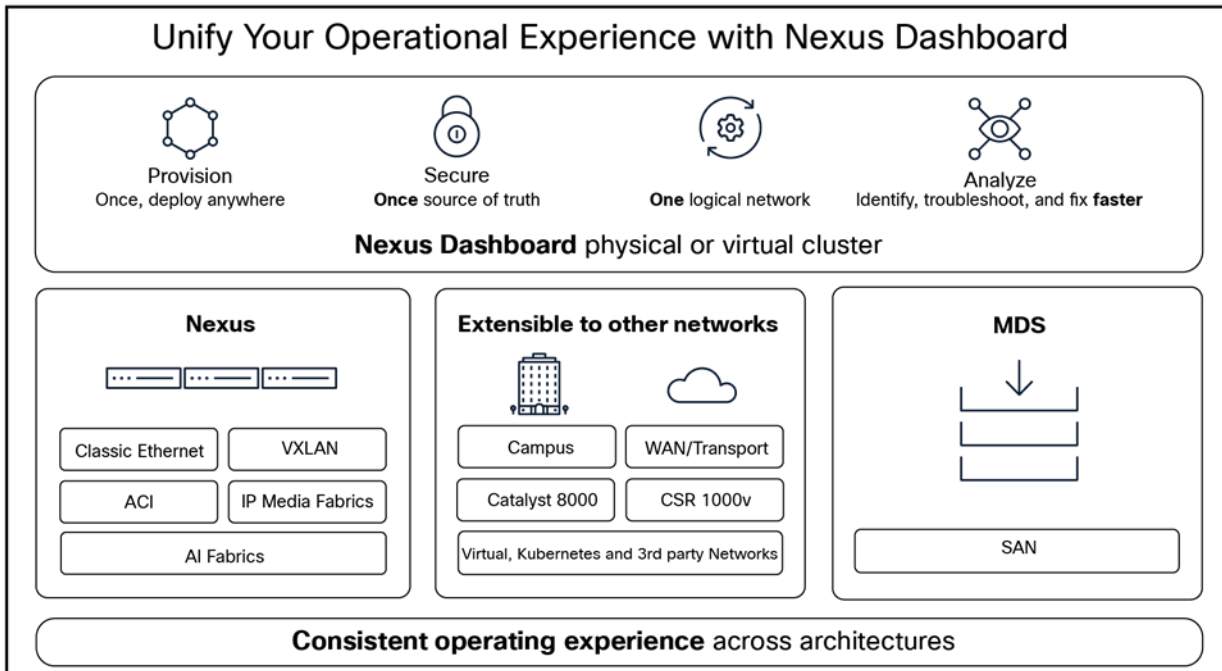 Unify Your Operational Experience with Nexus Dashboard
Provision
Once, deploy anywhere
Secure
Once source of truth
One logical network
Analyze
Identify, troubleshoot, and fix faster
Nexus Dashboard physical or virtual cluster
Nexus
Classic Ethernet
VXLAN
ACI
IP Media Fabrics
AI Fabrics
Extensible to other networks
Campus
WAN/Transport
Catalyst 8000
CSR 1000v
Virtual, Kubernetes and 3rd party Networks
MDS
SAN
Consistent operating experience across architectures